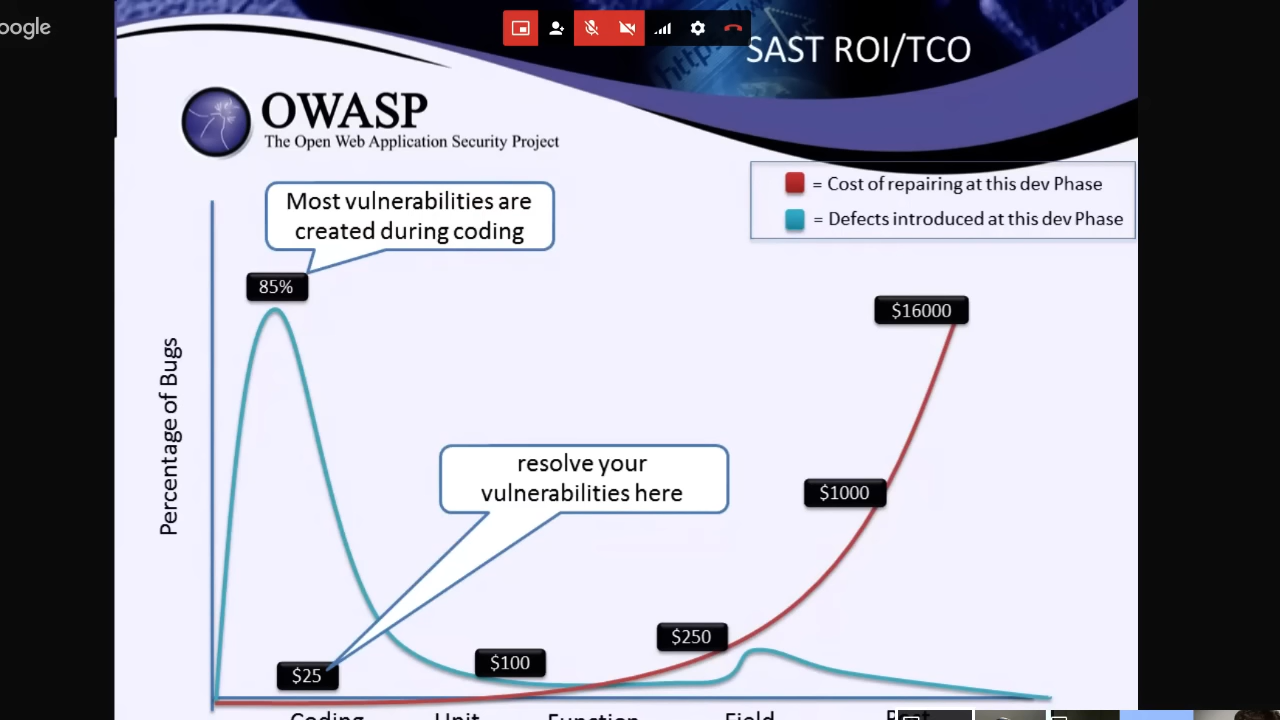 oogle
SAST ROI/TCO
OWASP
The Open Web Application Security Project
= Cost of repairing at this dev Phase
= Defects introduced at this dev Phase
Most vulnerabilities are
created during coding
85%
$16000
Percentage of Bugs
resolve your
vulnerabilities here
$1000
$250
$100
$25
Coding Unit Function Field